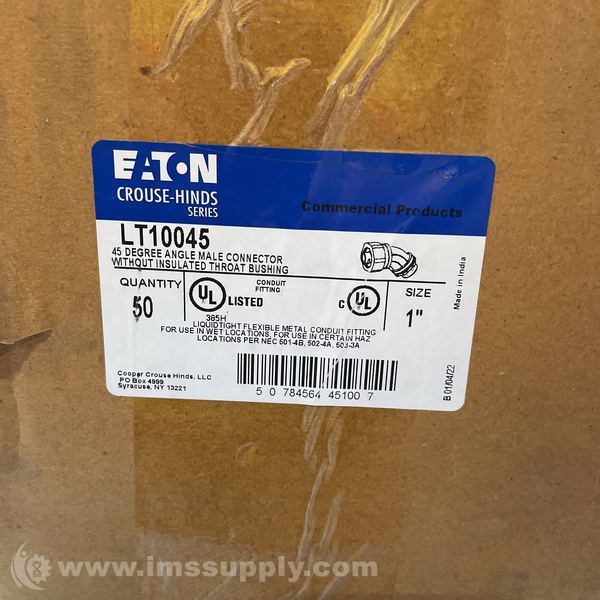 EATON
CROUSE-HINDS
SERIES
Commercial Products
LT10045
45 DEGREE ANGLE MALE CONNECTOR
WITHOUT INSULATED THROAT BUSHING
QUANTITY
50
UL
LISTED
385H
CONDUIT
FITTING
C UL
SIZE
1"
LIQUIDTIGHT FLEXIBLE METAL CONDUIT FITTING
FOR USE IN WET LOCATIONS, FOR USE IN CERTAIN HAZ
LOCATIONS PER NEC 501-4B, 502-4A, 503-3A
Cooper Crouse Hinds, LLC
PO Box 4999
Syracuse, NY 13221
5 0 784564 45100 7
Made in India
B 01/04/22
www.imssupply.com